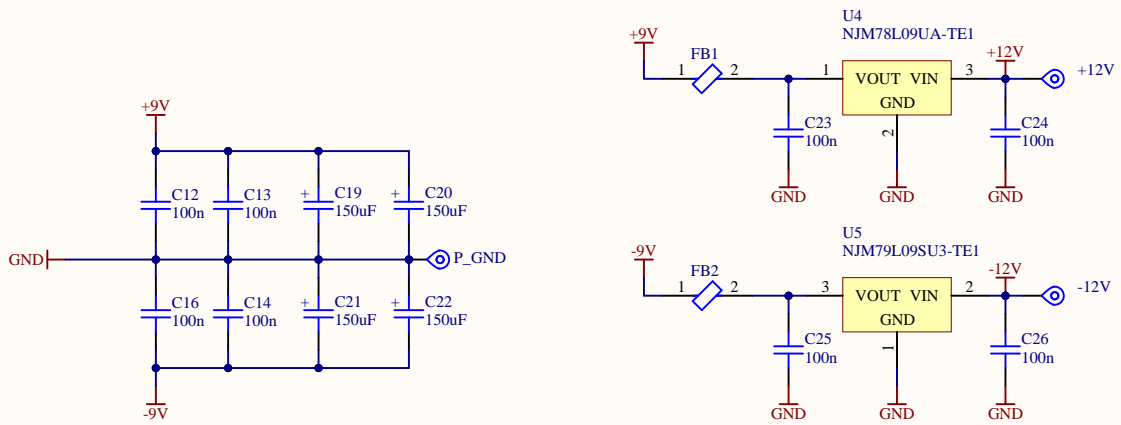 +9V
C12
100n
C13
100n
+
C19
150uF
+
C20
150uF
GND
P_GND
C16
100n
C14
100n
+
C21
150uF
+
C22
150uF
-9V
U4
NJM78L09UA-TE1
+9V
FB1
1
2
1
VOUT VIN
GND
3
+12V
+12V
2
C23
100n
C24
100n
GND
GND
GND
U5
NJM79L09SU3-TE1
-9V
FB2
1
2
3
VOUT VIN
GND
2
-12V
-12V
1
C25
100n
C26
100n
GND
GND
GND